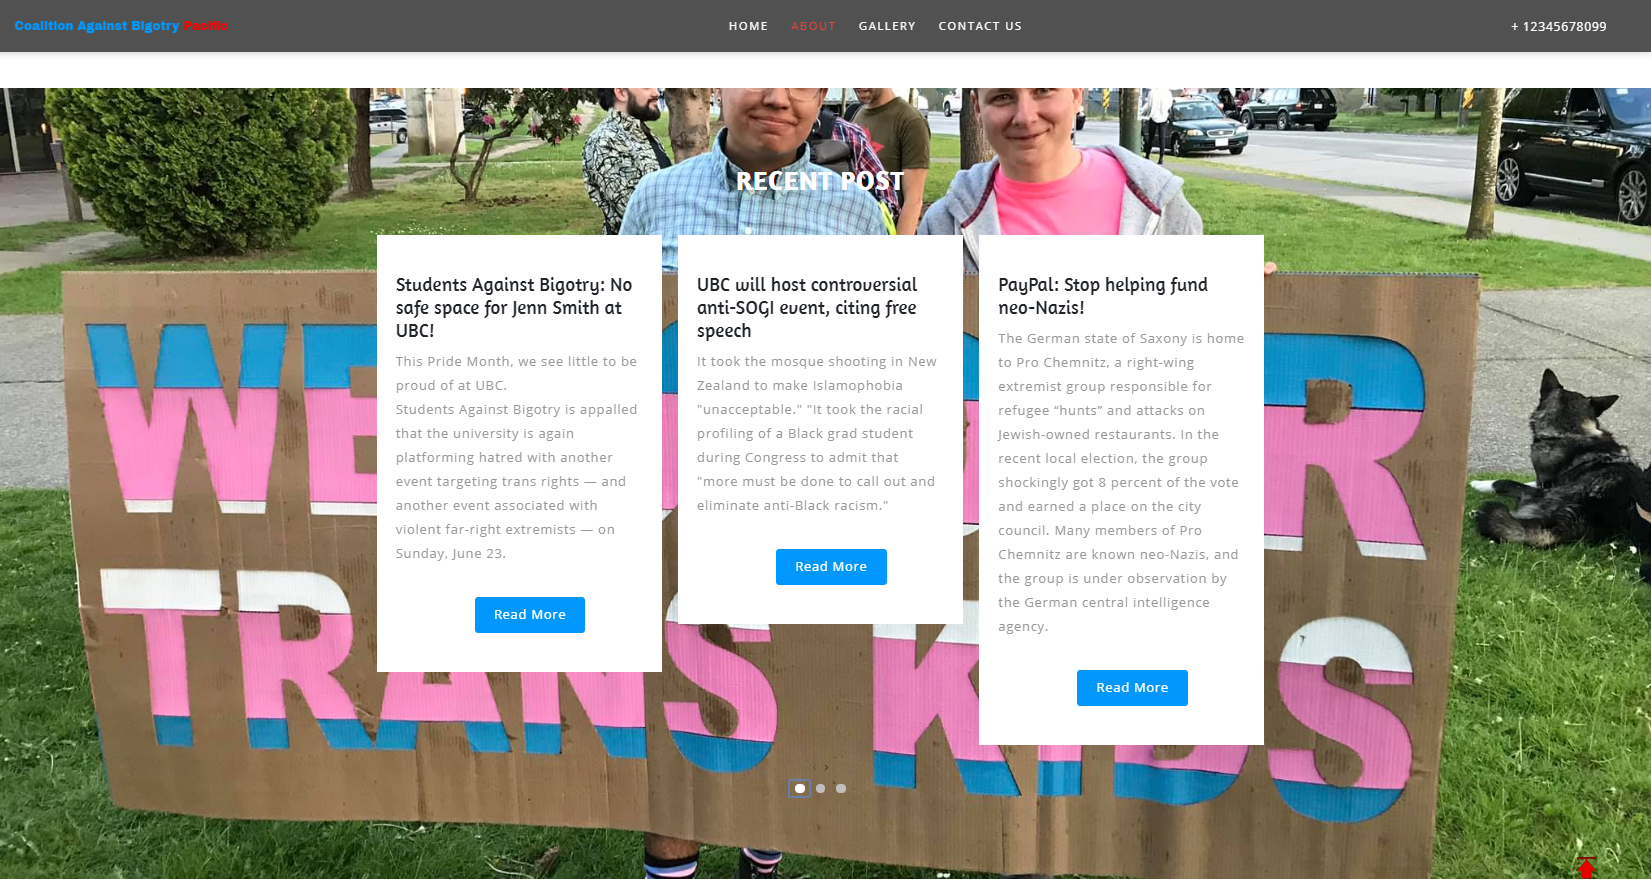 Coalition Against Bigotry Pacific
HOME ABOUT GALLERY CONTACT US
+ 12345678099
RECENT POST
Students Against Bigotry: No
safe space for Jenn Smith at
UBC!
This Pride Month, we see little to be
proud of at UBC.
Students Against Bigotry is appalled
that the university is again
platforming hatred with another
event targeting trans rights — and
another event associated with
violent far-right extremists — on
Sunday, June 23.
Read More
UBC will host controversial
anti-SOGI event, citing free
speech
It took the mosque shooting in New
Zealand to make Islamophobia
"unacceptable." "It took the racial
profiling of a Black grad student
during Congress to admit that
"more must be done to call out and
eliminate anti-Black racism."
Read More
PayPal: Stop helping fund
neo-Nazis!
The German state of Saxony is home
to Pro Chemnitz, a right-wing
extremist group responsible for
refugee “hunts” and attacks on
Jewish-owned restaurants. In the
recent local election, the group
shockingly got 8 percent of the vote
and earned a place on the city
council. Many members of Pro
Chemnitz are known neo-Nazis, and
the group is under observation by
the German central intelligence
agency.
Read More
TRANS KIDS